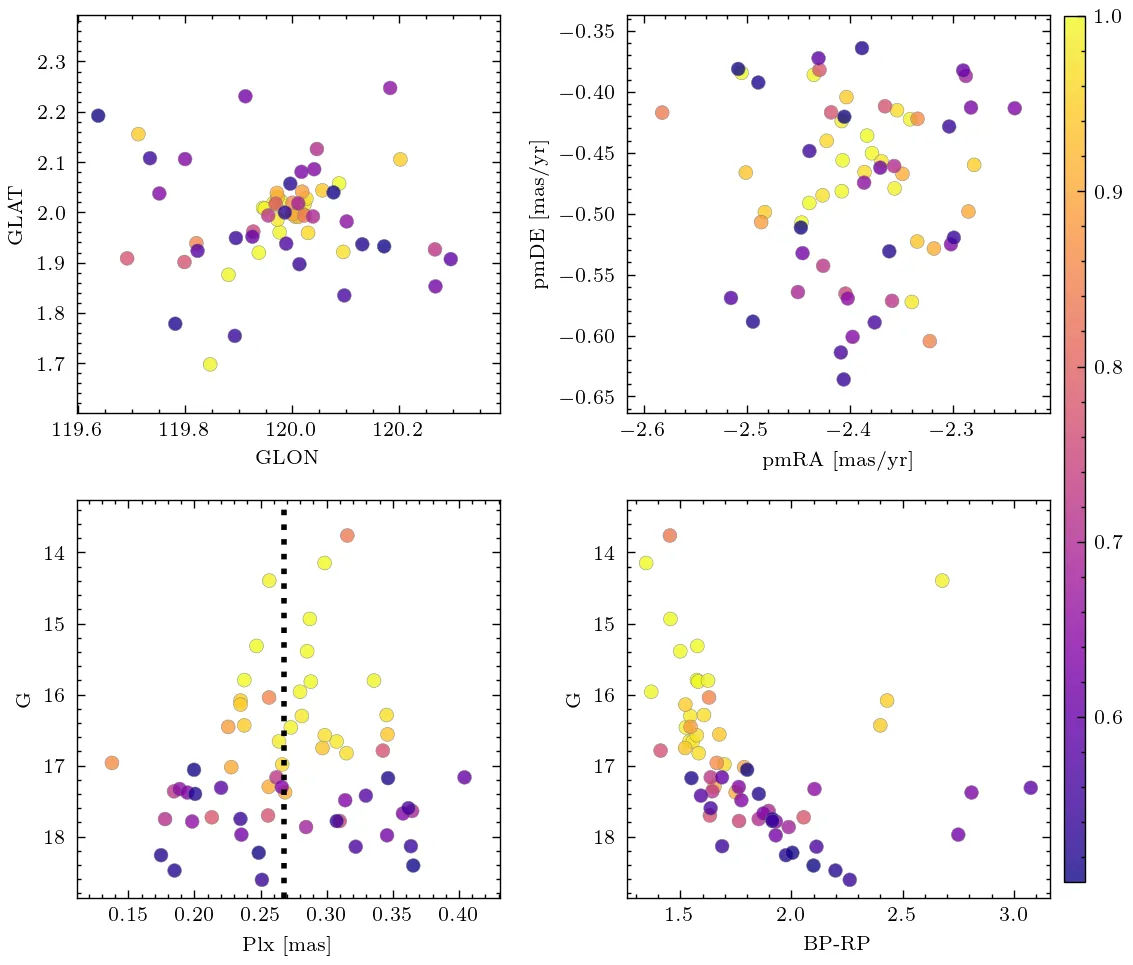 2.3
2.2
2.1
2.0
1.9
1.8
1.7
GLAT
119.6 119.8 120.0 120.2
GLON
−0.35
−0.40
−0.45
−0.50
−0.55
−0.60
−0.65
pmDE [mas/yr]
−2.6 −2.5 −2.4 −2.3
pmRA [mas/yr]
1.0
0.9
0.8
0.7
0.6
14
15
16
17
18
G
0.15 0.20 0.25 0.30 0.35 0.40
Plx [mas]
14
15
16
17
18
G
1.5 2.0 2.5 3.0
BP-RP